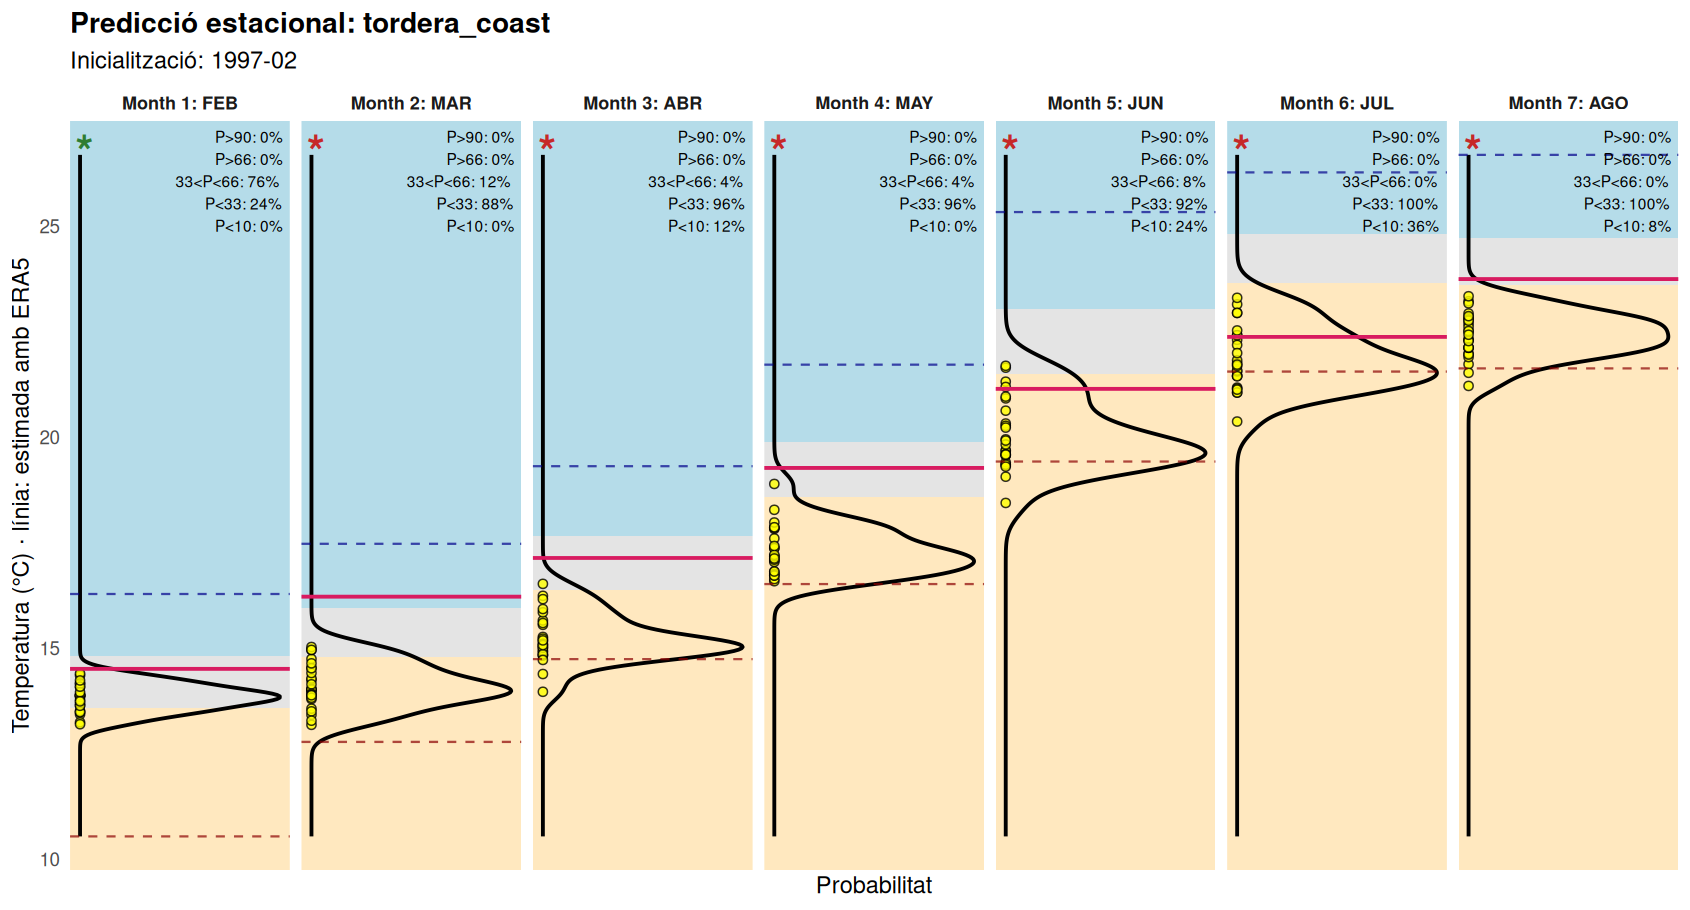 Predicció estacional: tordera_coast
Inicialització: 1997-02
Month 1: FEB
Month 2: MAR
Month 3: ABR
Month 4: MAY
Month 5: JUN
Month 6: JUL
Month 7: AGO
*
P>90: 0%
P>66: 0%
33<P<66: 76%
P<33: 24%
P<10: 0%
*
P>90: 0%
P>66: 0%
33<P<66: 12%
P<33: 88%
P<10: 0%
*
P>90: 0%
P>66: 0%
33<P<66: 4%
P<33: 96%
P<10: 12%
*
P>90: 0%
P>66: 0%
33<P<66: 4%
P<33: 96%
P<10: 0%
*
P>90: 0%
P>66: 0%
33<P<66: 8%
P<33: 92%
P<10: 24%
*
P>90: 0%
P>66: 0%
33<P<66: 0%
P<33: 100%
P<10: 36%
*
P>90: 0%
P>66: 0%
33<P<66: 0%
P<33: 100%
P<10: 8%
25
20
15
10
Temperatura (°C) · línia: estimada amb ERA5
Probabilitat